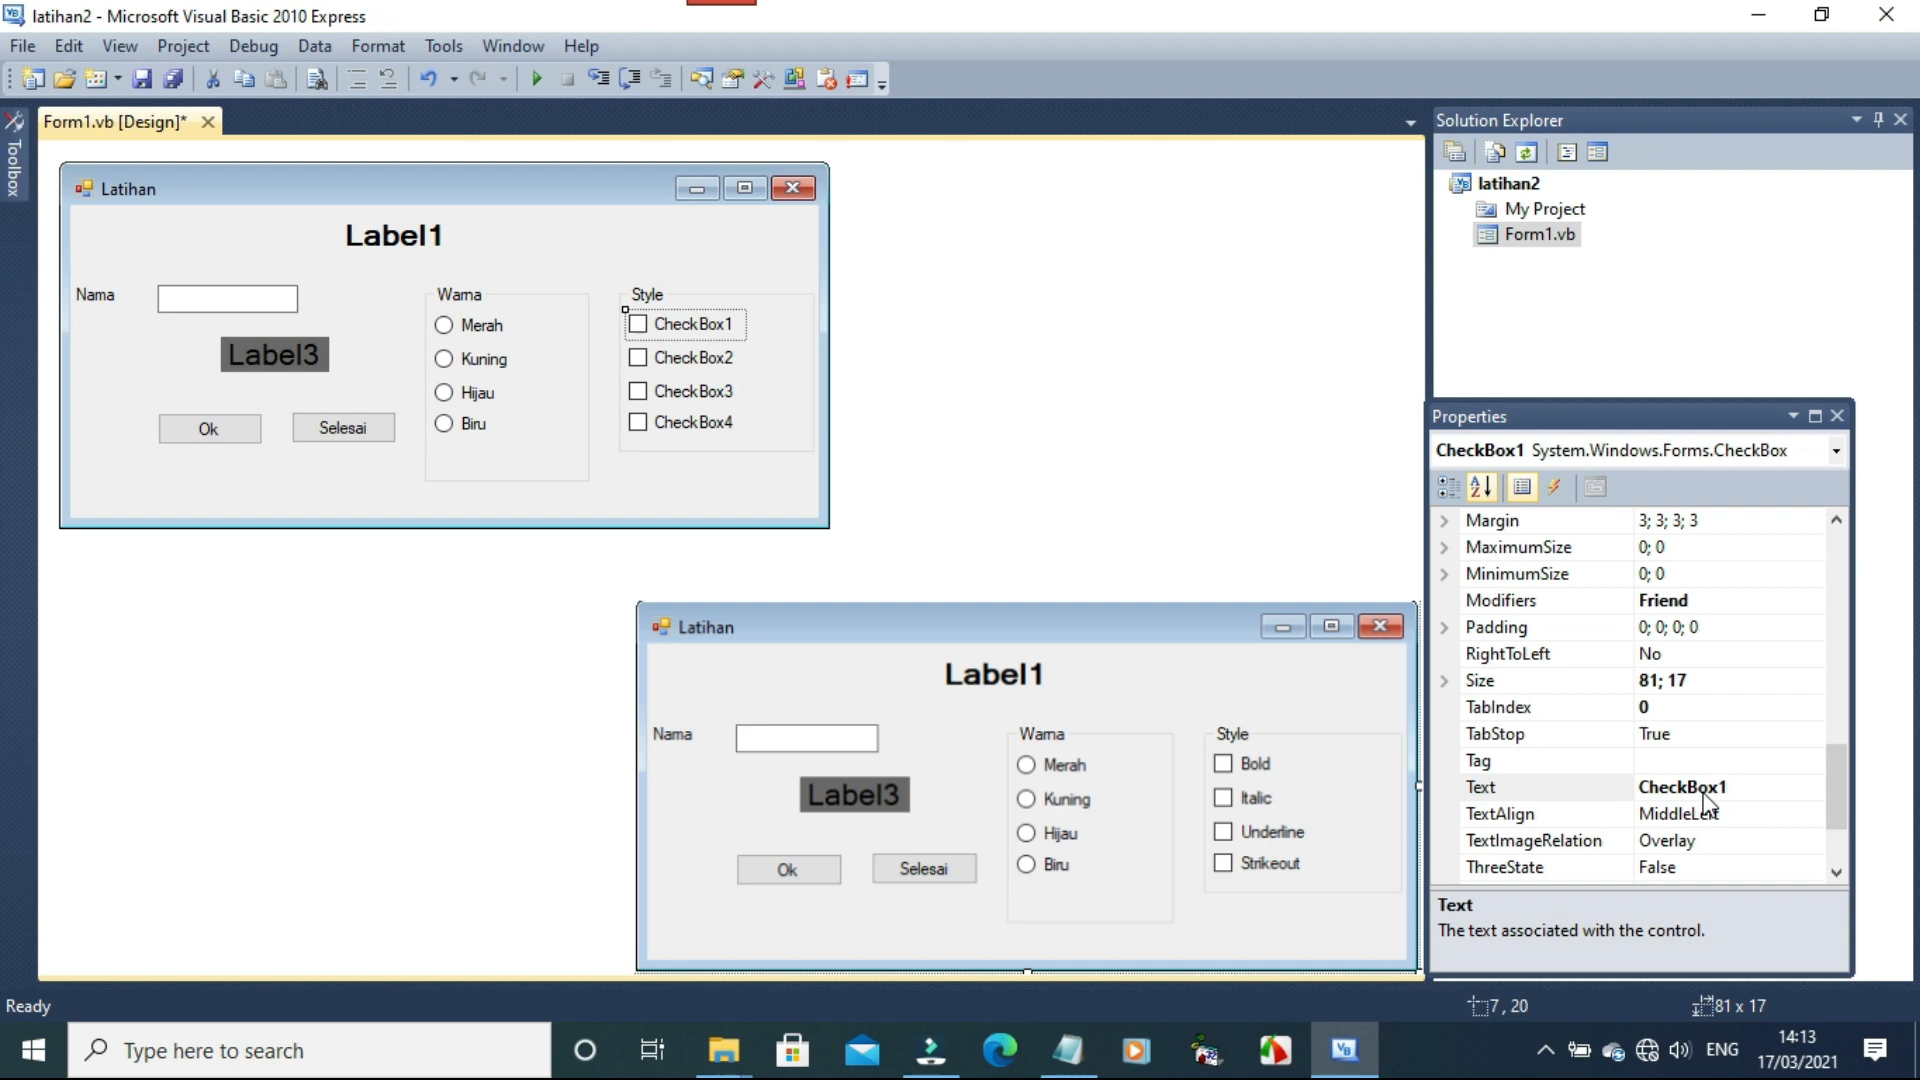 latihan2 - Microsoft Visual Basic 2010 Express
File Edit View Project Debug Data Format Tools Window Help
Toolbox
Form1.vb [Design]*
Latihan
Label1
Nama
Label3
Ok Selesai
Warna
Merah
Kuning
Hijau
Biru
Style
CheckBox1
CheckBox2
CheckBox3
CheckBox4
Latihan
Label1
Nama
Label3
Ok Selesai
Warna
Merah
Kuning
Hijau
Biru
Style
Bold
Italic
Underline
Strikeout
Solution Explorer
latihan2
My Project
Form1.vb
Properties
CheckBox1 System.Windows.Forms.CheckBox
Margin 3; 3; 3; 3
MaximumSize 0; 0
MinimumSize 0; 0
Modifiers Friend
Padding 0; 0; 0; 0
RightToLeft No
Size 81; 17
TabIndex 0
TabStop True
Tag
Text CheckBox1
TextAlign MiddleLeft
TextImageRelation Overlay
ThreeState False
Text
The text associated with the control.
Ready 7 , 20 81 x 17
Type here to search
ENG
14:13
17/03/2021